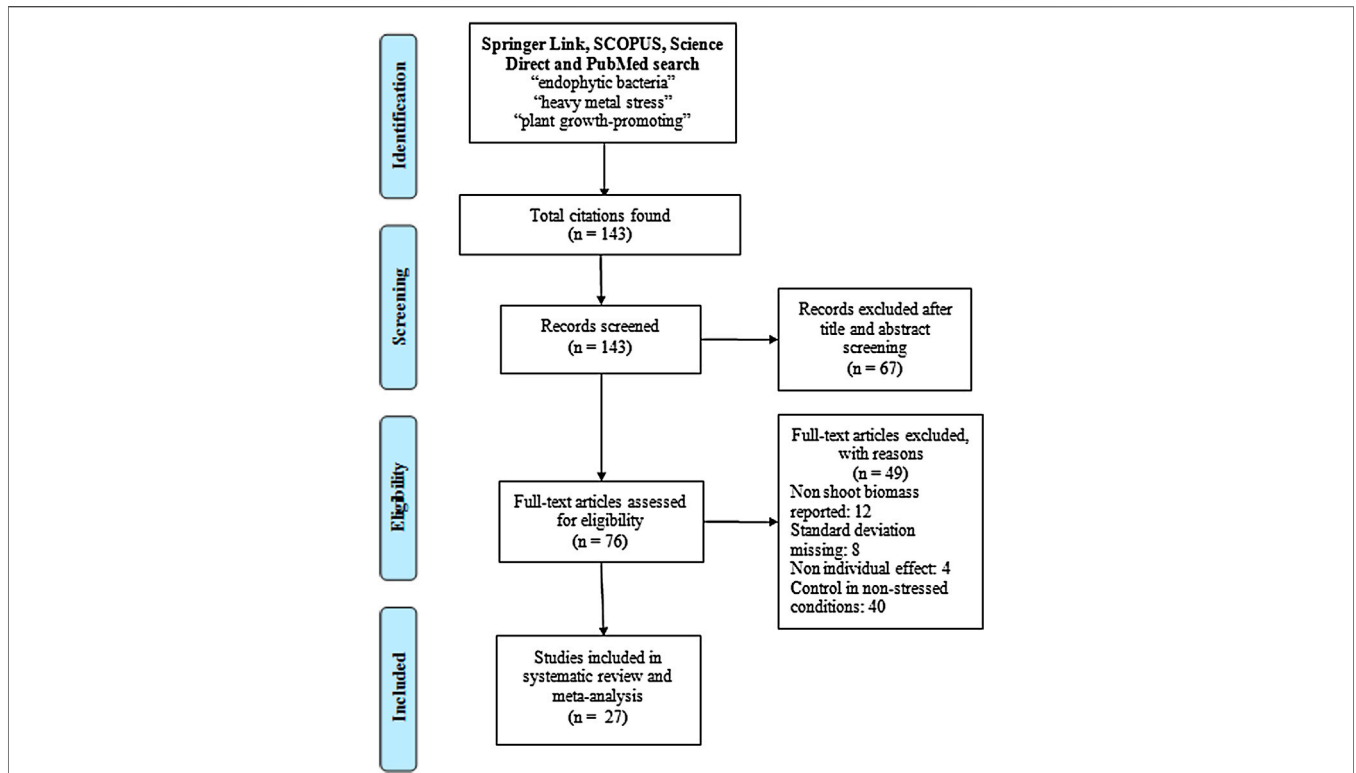 Identification
Springer Link, SCOPUS, Science
Direct and PubMed search
“endophytic bacteria”
“heavy metal stress”
“plant growth-promoting”
Total citations found
(n = 143)
Screening
Records screened
(n = 143)
Records excluded after
title and abstract
screening
(n = 67)
Eligibility
Full-text articles assessed
for eligibility
(n = 76)
Full-text articles excluded,
with reasons
(n = 49)
Non shoot biomass
reported: 12
Standard deviation
missing: 8
Non individual effect: 4
Control in non-stressed
conditions: 40
Included
Studies included in
systematic review and
meta-analysis
(n = 27)